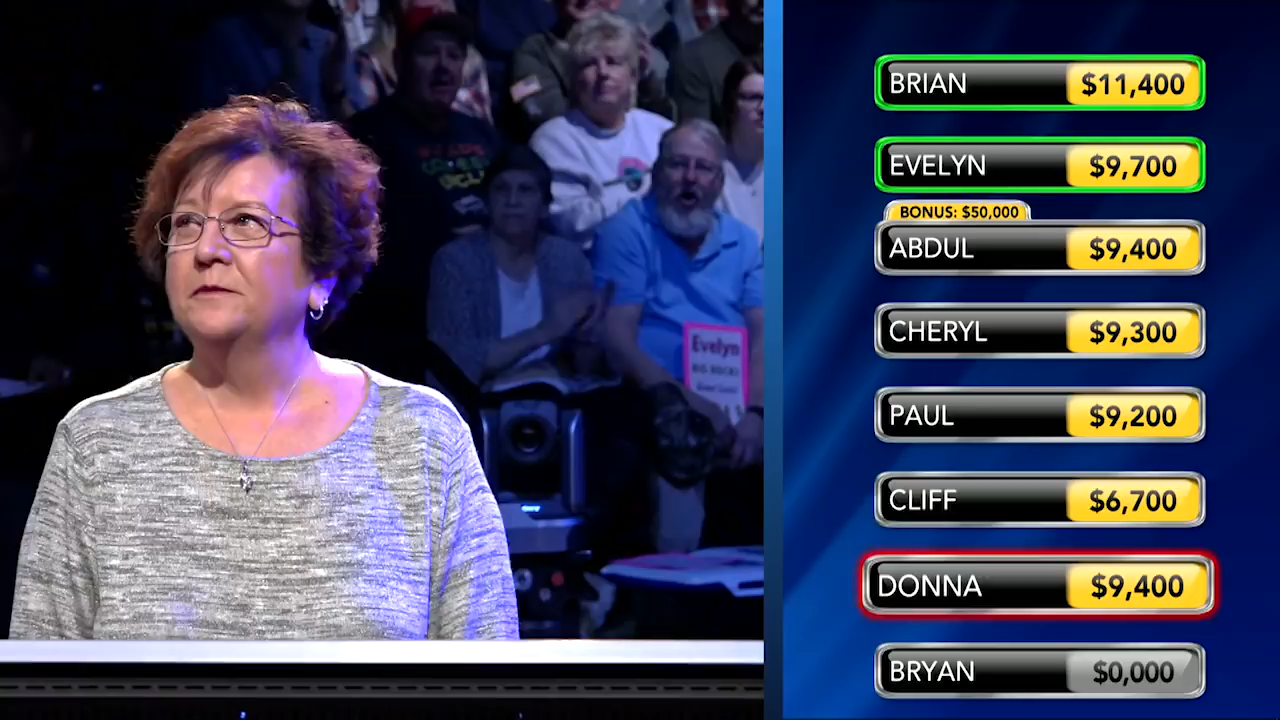 BRIAN $11,400
EVELYN $9,700
BONUS: $50,000
ABDUL $9,400
CHERYL $9,300
PAUL $9,200
CLIFF $6,700
DONNA $9,400
BRYAN $0,000
Evelyn